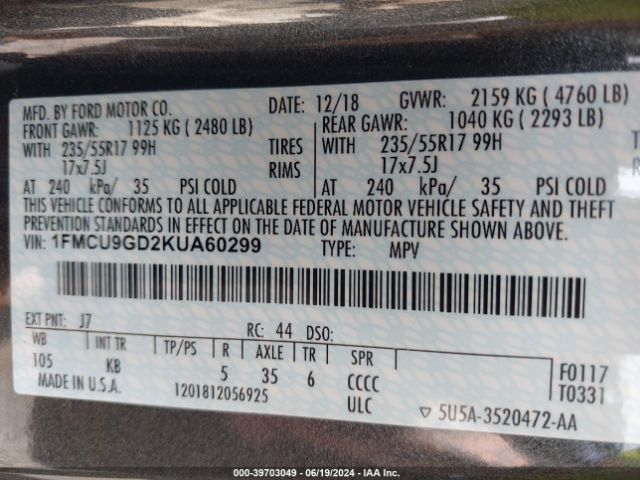 MFD. BY FORD MOTOR CO. DATE: 12/18 GVWR: 2159 KG ( 4760 LB)
FRONT GAWR: 1125 KG ( 2480 LB) REAR GAWR: 1040 KG ( 2293 LB)
WITH 235/55R17 99H TIRES WITH 235/55R17 99H
17x7.5J RIMS 17x7.5J
AT 240 kPa/ 35 PSI COLD AT 240 kPa/ 35 PSI COLD
THIS VEHICLE CONFORMS TO ALL APPLICABLE FEDERAL MOTOR VEHICLE SAFETY AND THEFT
PREVENTION STANDARDS IN EFFECT ON THE DATE OF MANUFACTURE SHOWN ABOVE.
VIN: 1FMCU9GD2KUA60299 TYPE: MPV
EXT PNT: J7 RC: 44 DSO:
WB INT TR TP/PS R AXLE TR SPR
105 KB 5 35 6 CCCC F0117
MADE IN U.S.A. 1201812056925 ULC T0331
▽ 5U5A-3520472-AA
000-39703049 - 06/19/2024 - IAA Inc.